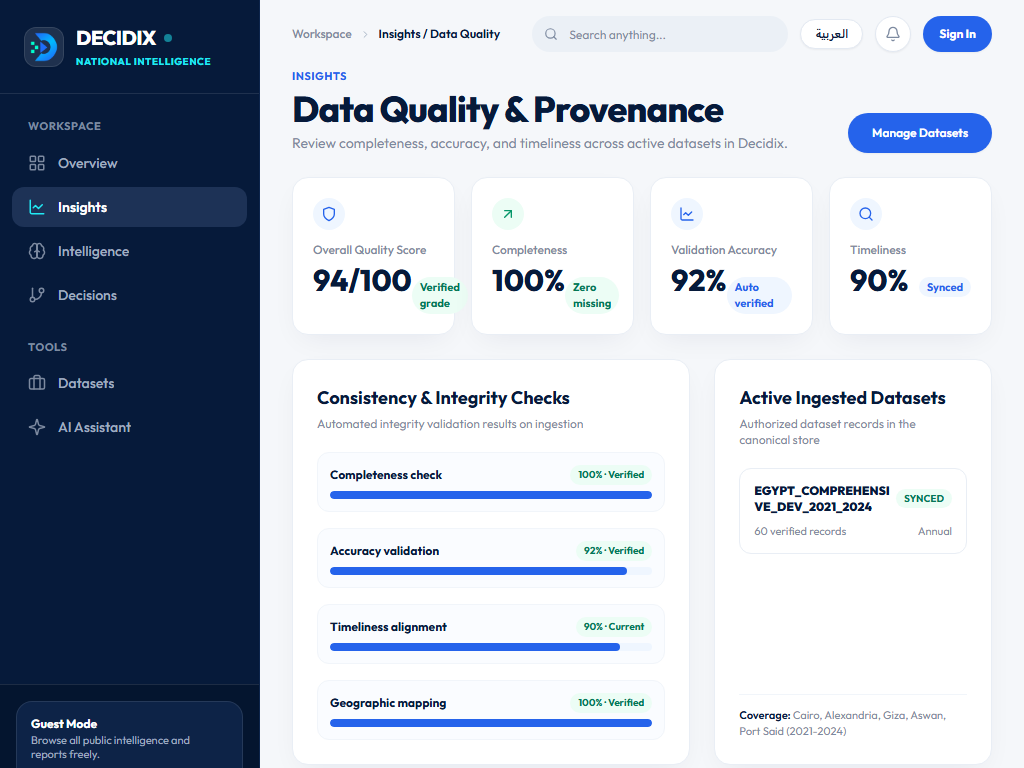 DECIDIX
NATIONAL INTELLIGENCE
WORKSPACE
Overview
Insights
Intelligence
Decisions
TOOLS
Datasets
AI Assistant
Guest Mode
Browse all public intelligence and
reports freely.
Workspace
Insights / Data Quality
Search anything...
العربية
Sign In
INSIGHTS
Data Quality & Provenance
Review completeness, accuracy, and timeliness across active datasets in Decidix.
Manage Datasets
Overall Quality Score
94/100
Verified
grade
Completeness
100%
Zero
missing
Validation Accuracy
92%
Auto
verified
Timeliness
90%
Synced
Consistency & Integrity Checks
Automated integrity validation results on ingestion
Completeness check
100% · Verified
Accuracy validation
92% · Verified
Timeliness alignment
90% · Current
Geographic mapping
100% · Verified
Active Ingested Datasets
Authorized dataset records in the
canonical store
EGYPT_COMPREHENSI
VE_DEV_2021_2024
SYNCED
60 verified records
Annual
Coverage: Cairo, Alexandria, Giza, Aswan,
Port Said (2021-2024)